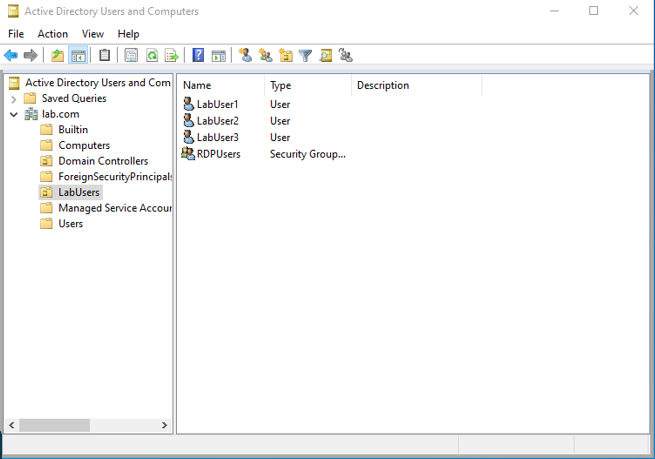 Active Directory Users and Computers
File Action View Help
Active Directory Users and Com
Saved Queries
lab.com
Builtin
Computers
Domain Controllers
ForeignSecurityPrincipals
LabUsers
Managed Service Accour
Users
Name Type Description
LabUser1 User
LabUser2 User
LabUser3 User
RDPUsers Security Group...